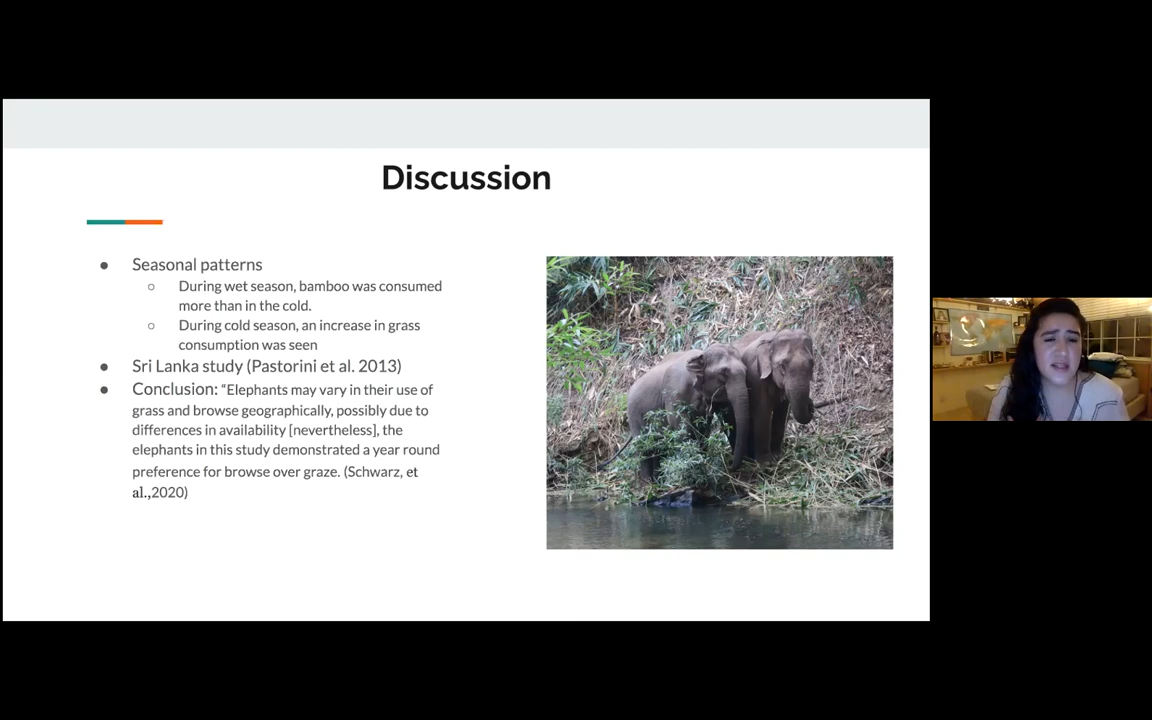 Discussion
● Seasonal patterns
○ During wet season, bamboo was consumed
more than in the cold.
○ During cold season, an increase in grass
consumption was seen
● Sri Lanka study (Pastorini et al. 2013)
● Conclusion: “Elephants may vary in their use of
grass and browse geographically, possibly due to
differences in availability [nevertheless], the
elephants in this study demonstrated a year round
preference for browse over graze. (Schwarz, et
al.,2020)